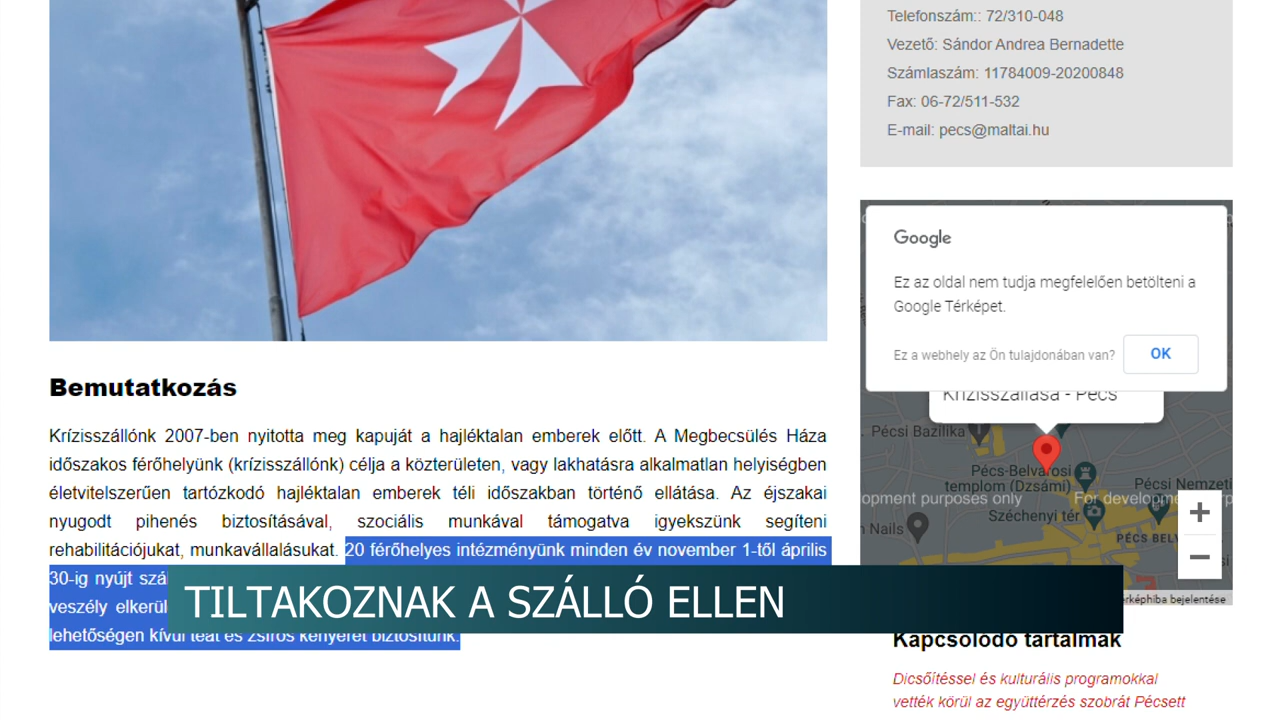 Telefonszám:: 72/310-048
Vezető: Sándor Andrea Bernadette
Számlaszám: 11784009-20200848
Fax: 06-72/511-532
E-mail: pecs@maltai.hu
Google
Ez az oldal nem tudja megfelelően betölteni a
Google Térképet.
Ez a webhely az Ön tulajdonában van? OK
Krízisszállása - Pécs
Pécsi Bazilika
Pécs-Belvárosi
templom (Dzsámi)
Pécsi Nemzeti
opment purposes only
For developme
Széchenyi tér
n Nails
PÉCS BELV
érképhiba bejelentése
Bemutatkozás
Krízisszállónk 2007-ben nyitotta meg kapuját a hajléktalan emberek előtt. A Megbecsülés Háza
időszakos férőhelyünk (krízisszállónk) célja a közterületen, vagy lakhatásra alkalmatlan helyiségben
életvitelszerűen tartózkodó hajléktalan emberek téli időszakban történő ellátása. Az éjszakai
nyugodt pihenés biztosításával, szociális munkával támogatva igyekszünk segíteni
rehabilitációjukat, munkavállalásukat. 20 férőhelyes intézményünk minden év november 1-től április
30-ig nyújt szál
veszély elkerül
lehetőségen kívül teát és zsíros kenyeret biztosítunk.
TILTAKOZNAK A SZÁLLÓ ELLEN
Kapcsolódó tartalmak
Dicsőítéssel és kulturális programokkal
vették körül az együttérzés szobrát Pécsett